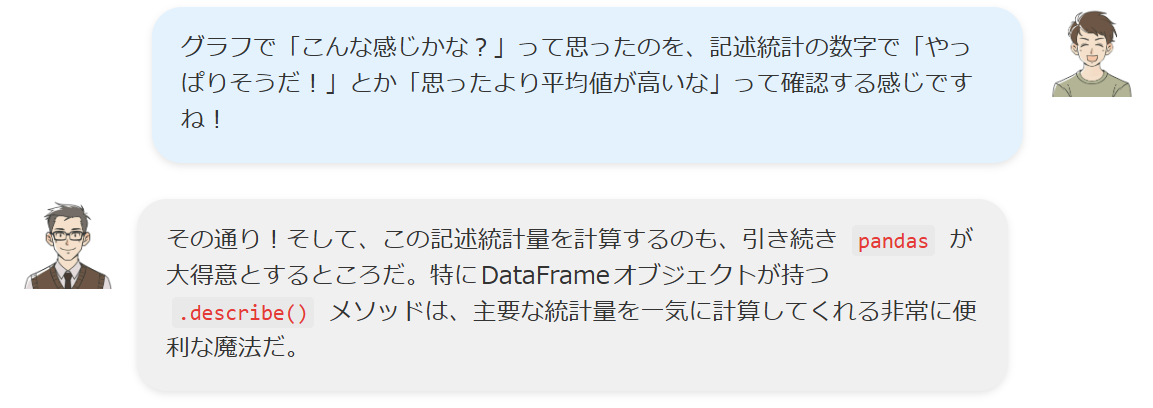 グラフで「こんな感じかな？」って思ったのを、記述統計の数字で「やっ
ぱりそうだ！」とか「思ったより平均値が高いな」って確認する感じです
ね！
その通り！そして、この記述統計量を計算するのも、引き続き pandas が
大得意とするところだ。特にDataFrameオブジェクトが持つ
.describe() メソッドは、主要な統計量を一気に計算してくれる非常に便
利な魔法だ。